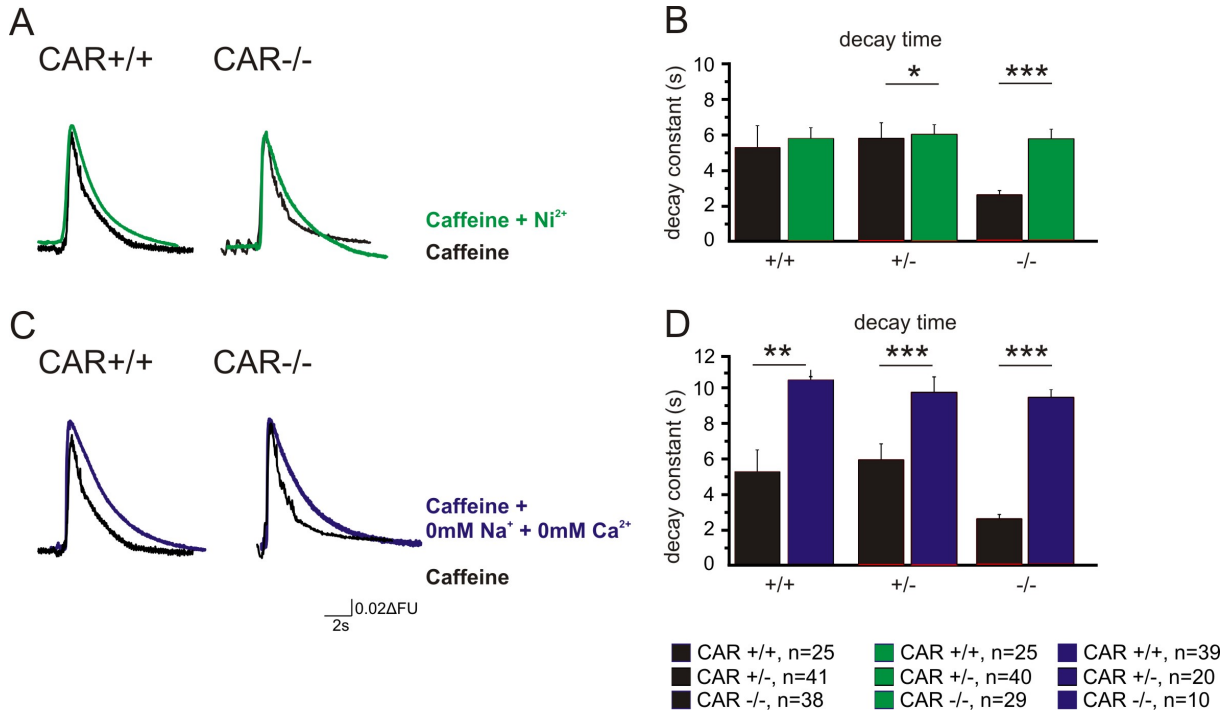 A
CAR+/+ CAR-/-
Caffeine + Ni2+
Caffeine
B
decay time
decay constant (s)
10
8
6
4
2
0
* ***
+/+ +/- -/-
C
CAR+/+ CAR-/-
Caffeine +
0mM Na+ + 0mM Ca2+
Caffeine
0.02ΔFU
2s
D
decay time
decay constant (s)
12
10
8
6
4
2
0
** *** ***
+/+ +/- -/-
CAR +/+, n=25 CAR +/+, n=25 CAR +/+, n=39
CAR +/-, n=41 CAR +/-, n=40 CAR +/-, n=20
CAR -/-, n=38 CAR -/-, n=29 CAR -/-, n=10